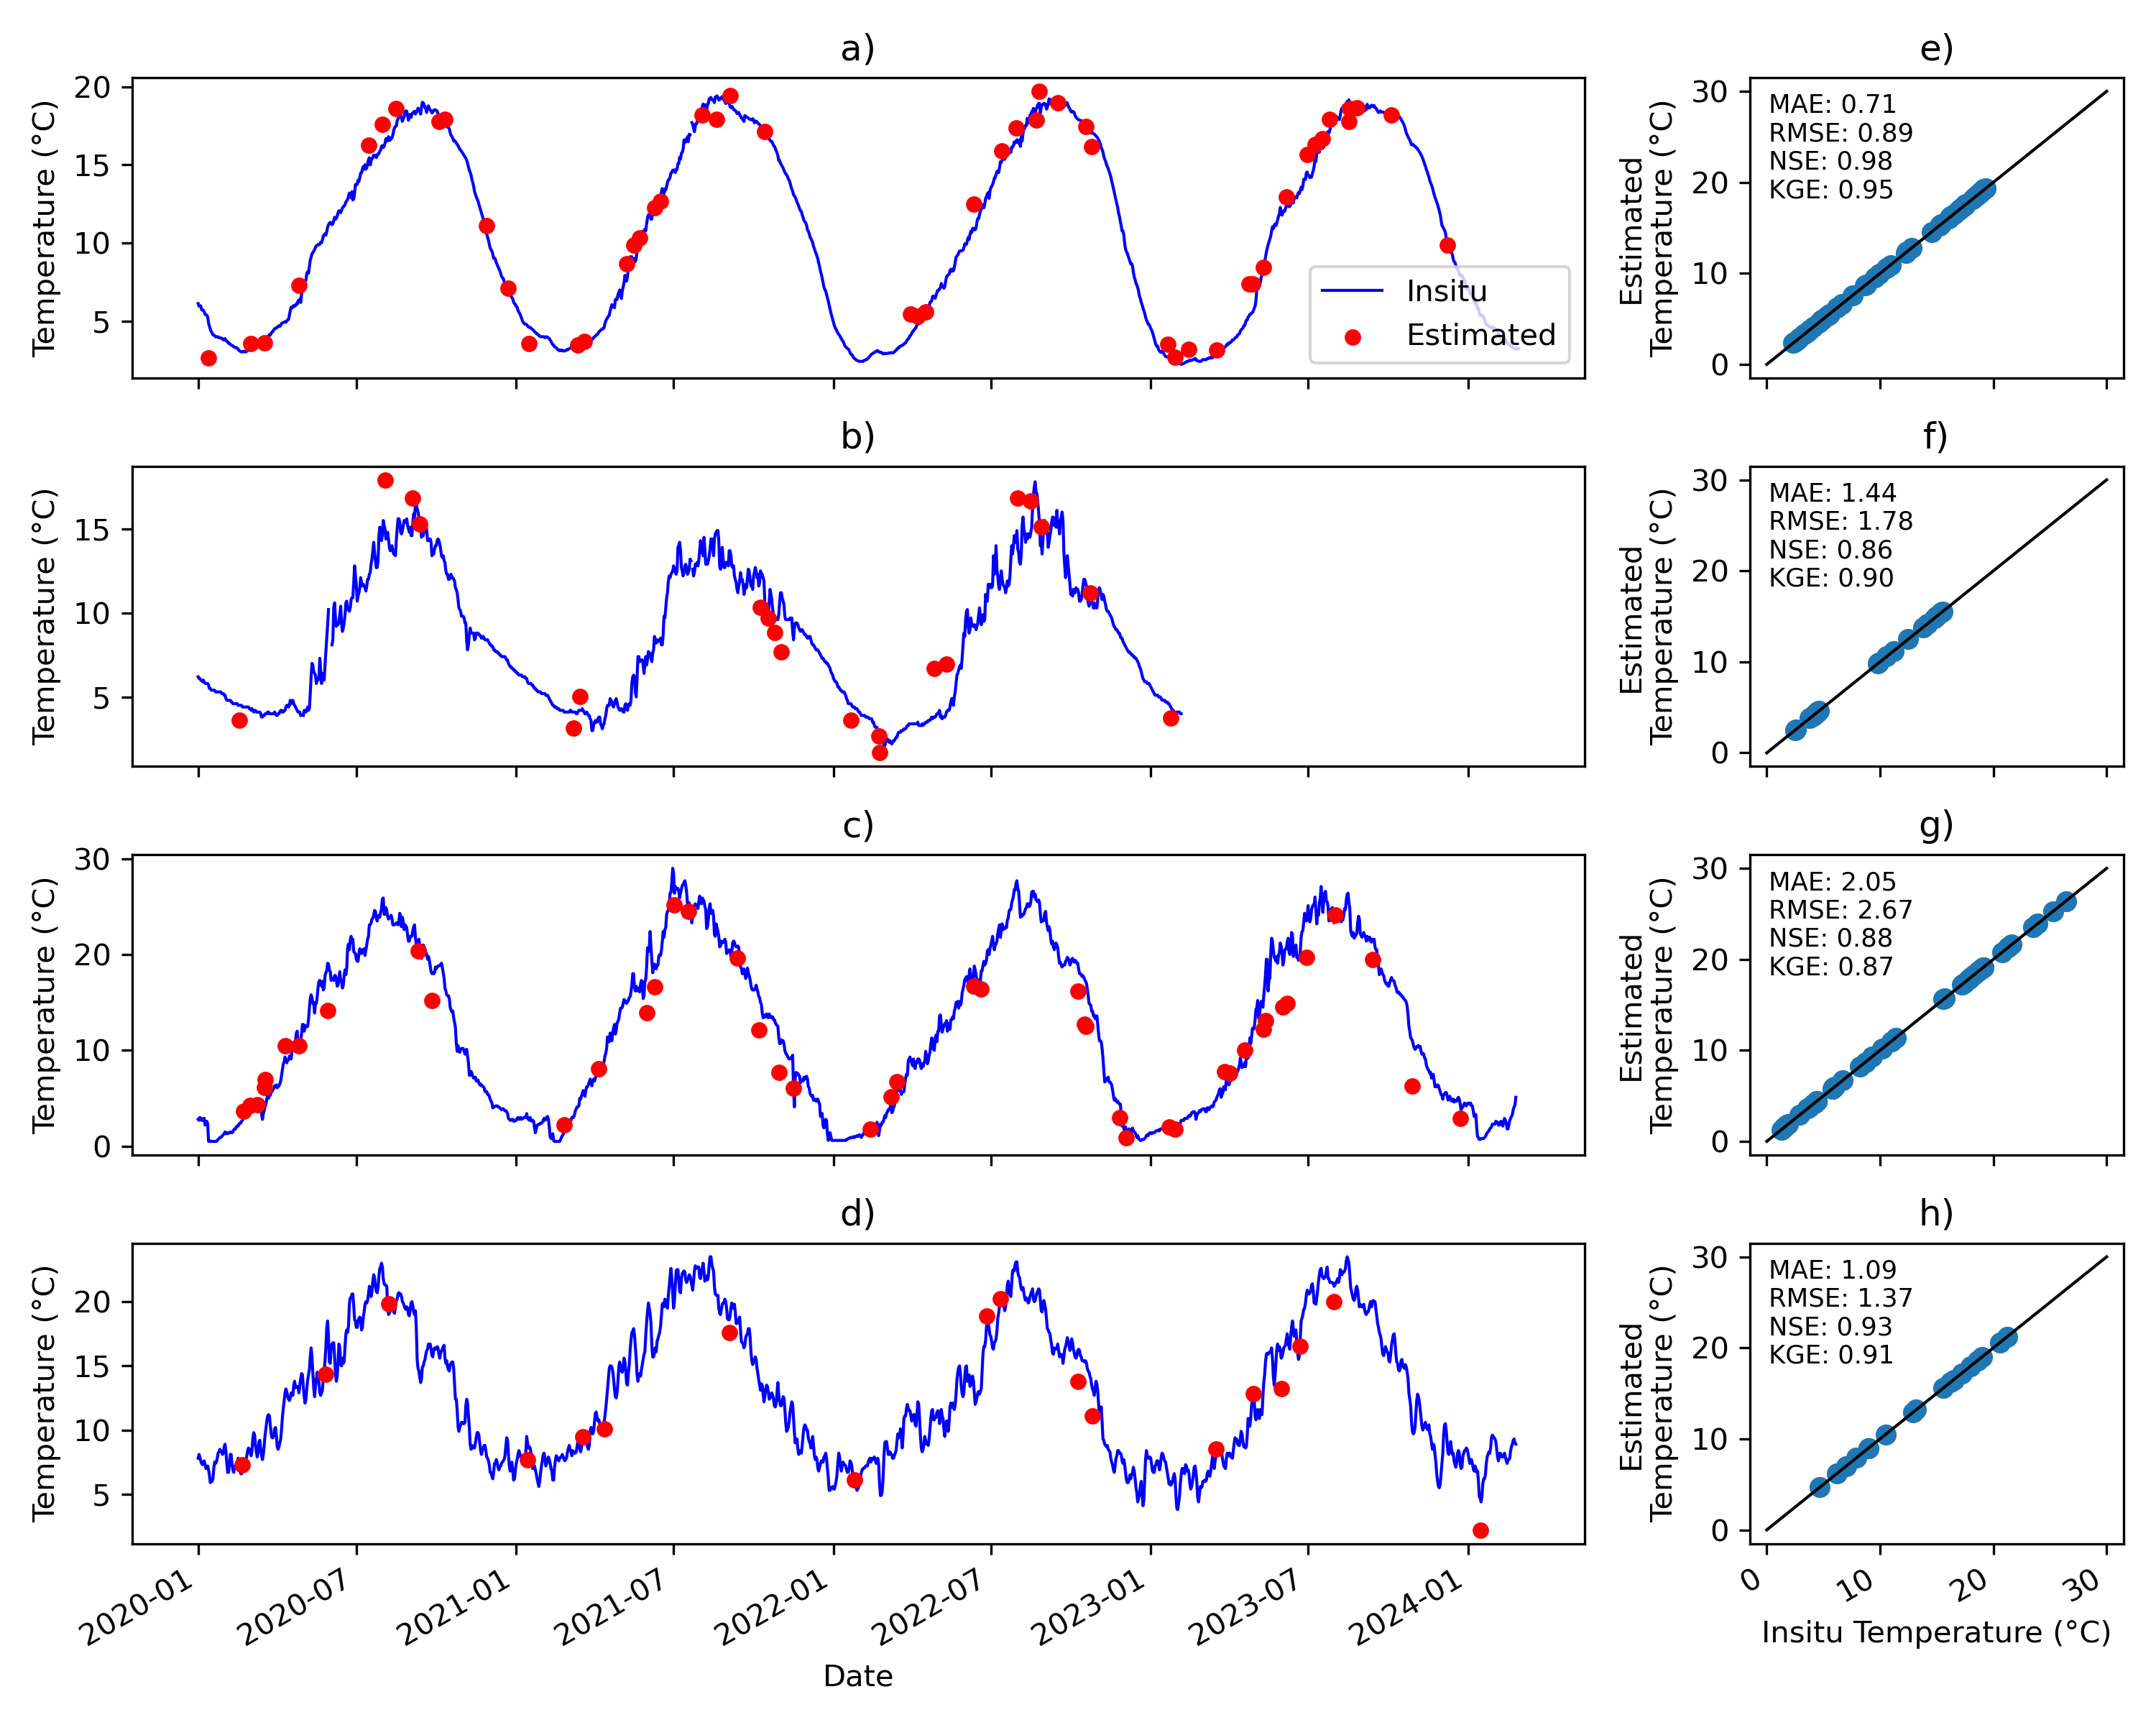 a)
20
15
10
5
Temperature (°C)
Insitu
Estimated
e)
30
20
10
0
Estimated
Temperature (°C)
MAE: 0.71
RMSE: 0.89
NSE: 0.98
KGE: 0.95
b)
15
10
5
Temperature (°C)
f)
30
20
10
0
Estimated
Temperature (°C)
MAE: 1.44
RMSE: 1.78
NSE: 0.86
KGE: 0.90
c)
30
20
10
0
Temperature (°C)
g)
30
20
10
0
Estimated
Temperature (°C)
MAE: 2.05
RMSE: 2.67
NSE: 0.88
KGE: 0.87
d)
20
15
10
5
Temperature (°C)
2020-01
2020-07
2021-01
2021-07
2022-01
2022-07
2023-01
2023-07
2024-01
Date
h)
30
20
10
0
Estimated
Temperature (°C)
MAE: 1.09
RMSE: 1.37
NSE: 0.93
KGE: 0.91
0
10
20
30
Insitu Temperature (°C)